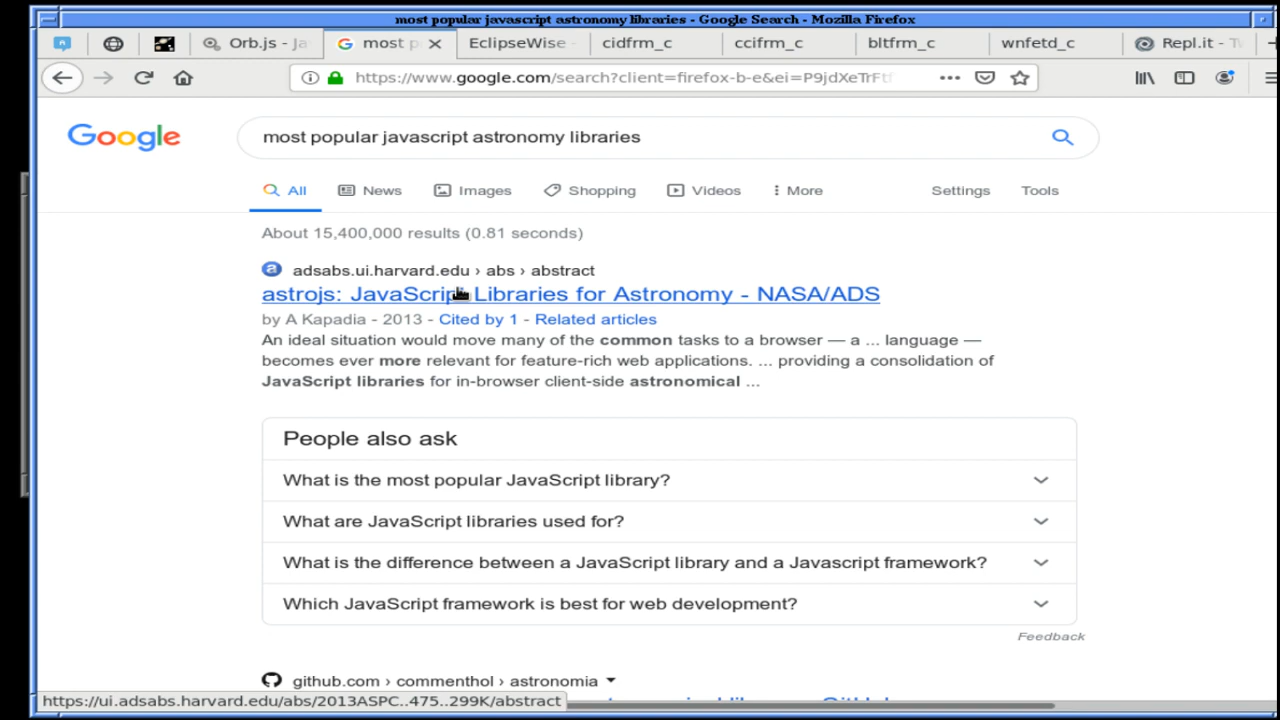 most popular javascript astronomy libraries - Google Search - Mozilla Firefox
Orb.js - Ja
most p
EclipseWise
cidfrm_c
ccifrm_c
bltfrm_c
wnfetd_c
Repl.it - T
https://www.google.com/search?client=firefox-b-e&ei=P9jdXeTrFtf
Google
most popular javascript astronomy libraries
All
News
Images
Shopping
Videos
More
Settings
Tools
About 15,400,000 results (0.81 seconds)
adsabs.ui.harvard.edu › abs › abstract
astrojs: JavaScript Libraries for Astronomy - NASA/ADS
by A Kapadia - 2013 - Cited by 1 - Related articles
An ideal situation would move many of the common tasks to a browser — a ... language —
becomes ever more relevant for feature-rich web applications. ... providing a consolidation of
JavaScript libraries for in-browser client-side astronomical ...
People also ask
What is the most popular JavaScript library?
What are JavaScript libraries used for?
What is the difference between a JavaScript library and a Javascript framework?
Which JavaScript framework is best for web development?
Feedback
github.com › commenthol › astronomia
https://ui.adsabs.harvard.edu/abs/2013ASPC..475..299K/abstract